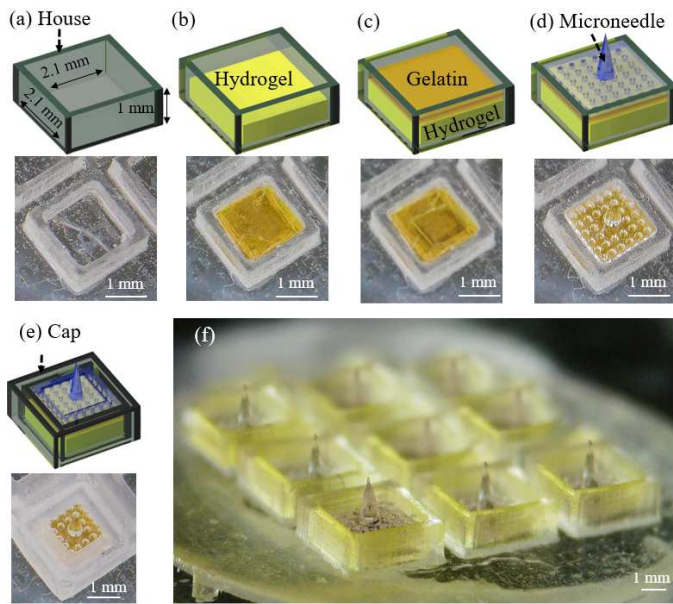 (a) House
2.1 mm
2.1 mm
1 mm
1 mm
(b)
Hydrogel
1 mm
(c)
Gelatin
Hydrogel
1 mm
(d) Microneedle
1 mm
(e) Cap
1 mm
(f)
1 mm